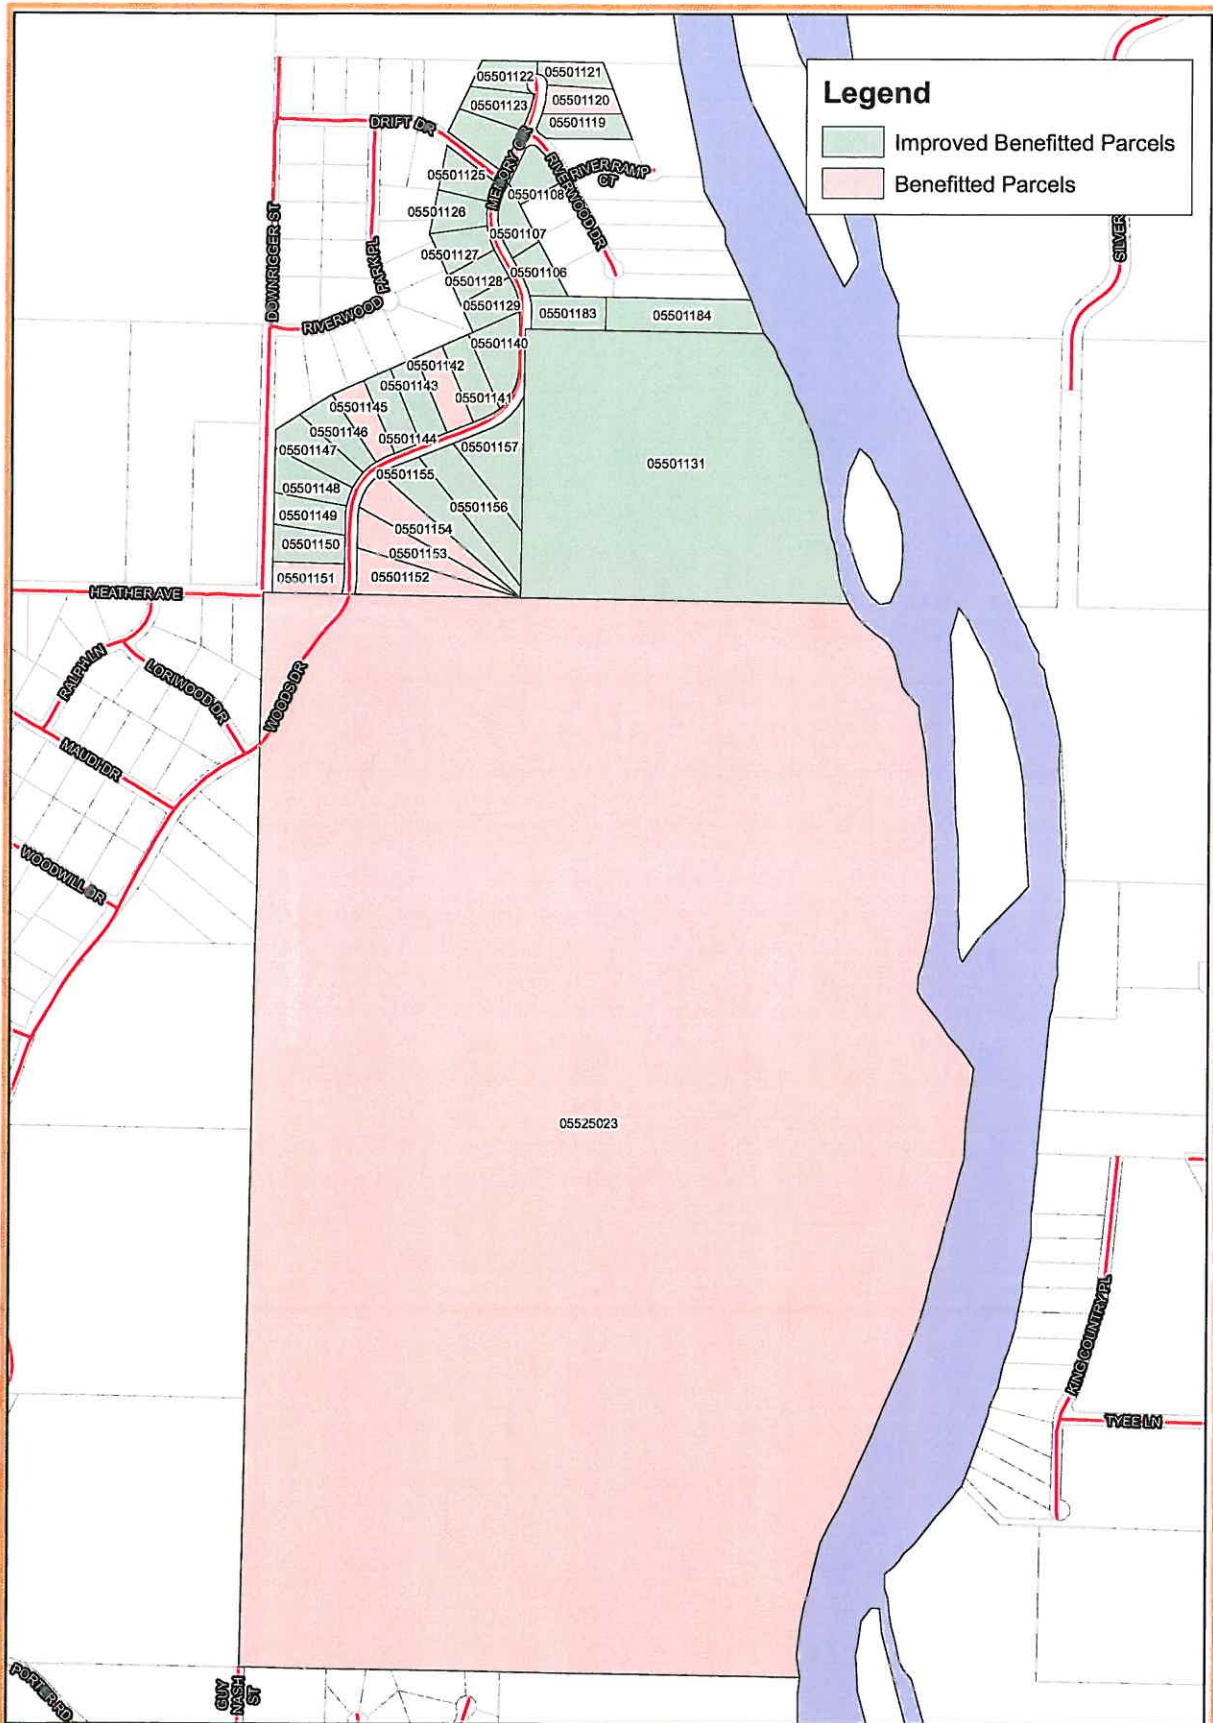 Legend
Improved Benefitted Parcels
Benefitted Parcels
05501122
05501121
05501123
05501120
05501119
DRIFT DR
MEMORY CIR
RIVERWOOD DR
RIVER RAMP
CT
05501125
05501108
05501126
05501107
DOWNRIGGER ST
PARK PL
RIVERWOOD
05501127
05501106
05501128
05501129
05501183
05501184
SILVER
05501140
05501142
05501143
05501141
05501145
05501146
05501144
05501147
05501157
05501155
05501131
05501148
05501156
05501149
05501154
05501150
05501153
05501151
05501152
HEATHER AVE
RALPH LN
LORIWOOD DR
WOODS DR
MAUDI DR
WOODWILL DR
05525023
KING COUNTRY PL
TYEE LN
PORTER RD
GUY
NASH
ST